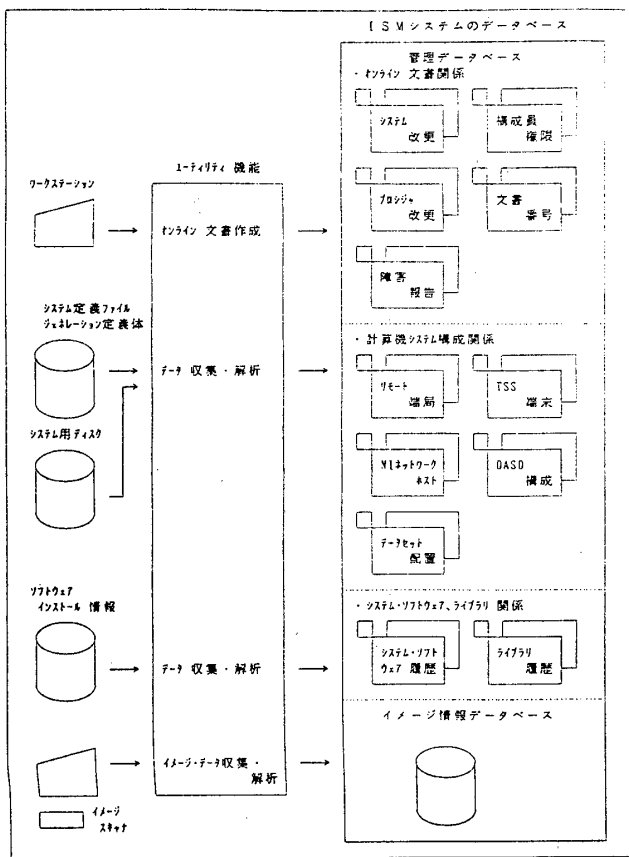 ISMシステムのデータベース
管理データベース
・オンライン 文書関係
システム
改更
構成員
権限
ユーティリティ 機能
ワークステーション
プロシジャ
改更
文書
番号
オンライン 文書作成
障害
報告
システム定義ファイル
ジェネレーション定義体
・計算機システム構成関係
データ 収集・解析
リモート
端局
TSS
端末
システム用ディスク
N1ネットワーク
ホスト
DASD
構成
データセット
配置
ソフトウェア
インストール 情報
・システム・ソフトウェア、ライブラリ 関係
システム・ソフト
ウェア 履歴
ライブラリ
履歴
データ 収集・解析
イメージ情報データベース
イメージ・データ収集・
解析
イメージ
スキャナ